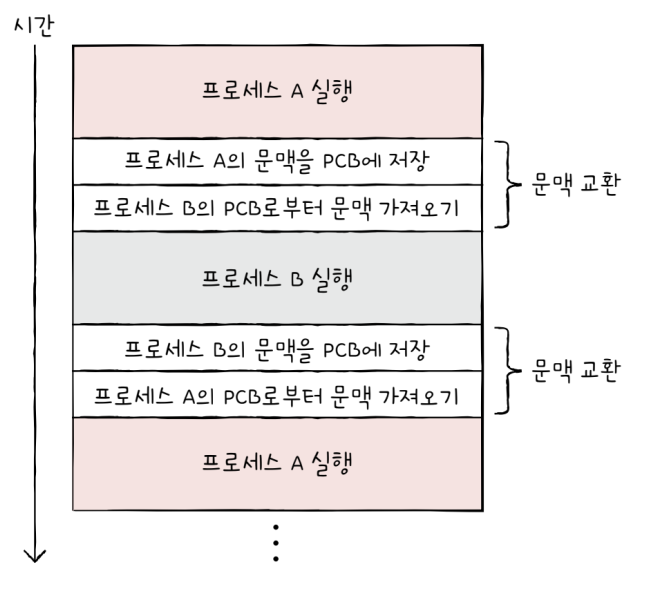 시간
프로세스 A 실행
프로세스 A의 문맥을 PCB에 저장
프로세스 B의 PCB로부터 문맥 가져오기
문맥 교환
프로세스 B 실행
프로세스 B의 문맥을 PCB에 저장
프로세스 A의 PCB로부터 문맥 가져오기
문맥 교환
프로세스 A 실행